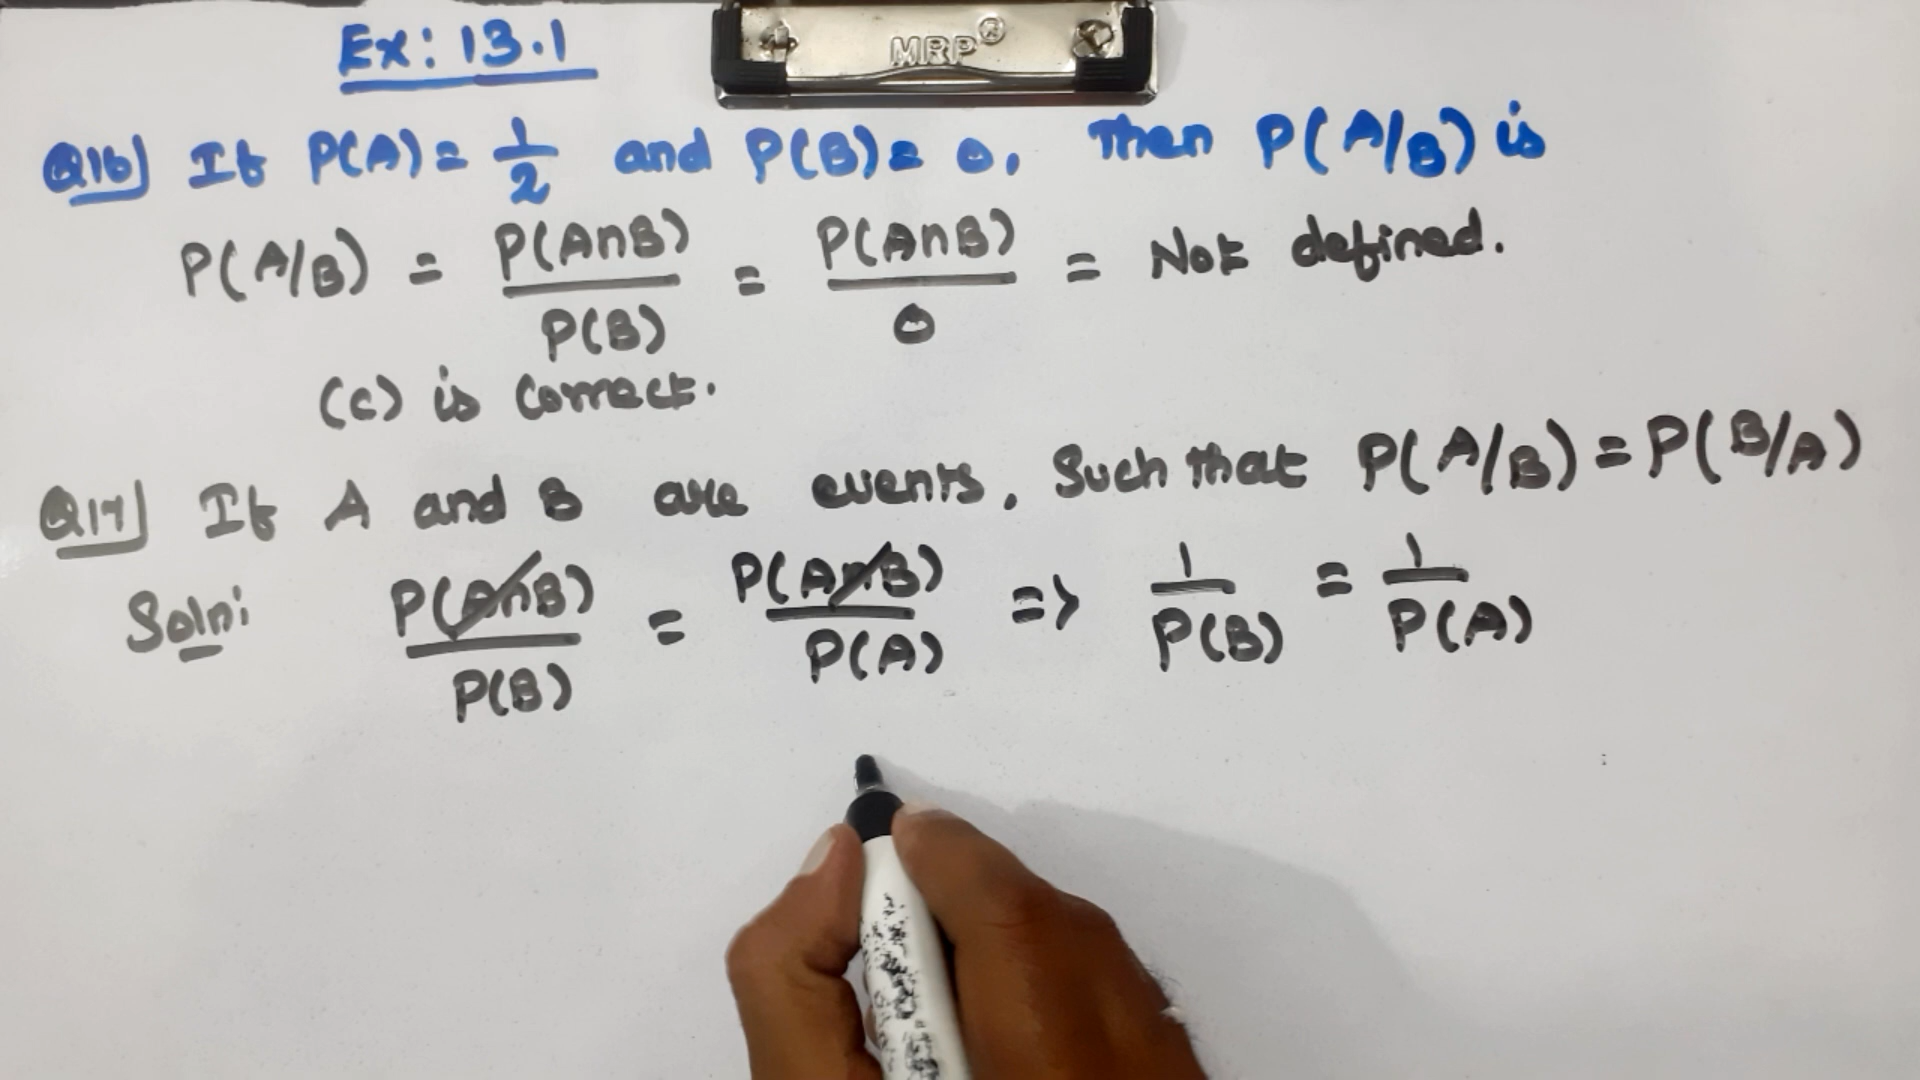 MRP®
Ex: 13.1
Q16) If P(A) = 1/2 and P(B) = 0, Then P(A/B) is
P(A/B) = P(A∩B)/P(B) = P(A∩B)/0 = Not defined.
(c) is correct.
Q17) If A and B are events, Such that P(A/B) = P(B/A)
Soln: P(A∩B)/P(B) = P(A∩B)/P(A) => 1/P(B) = 1/P(A)